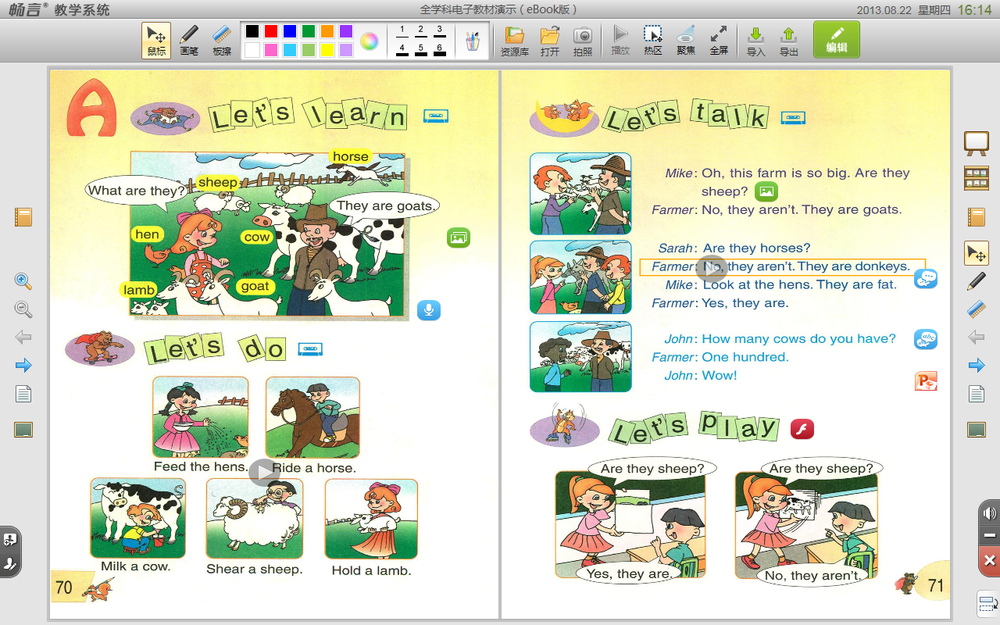 畅言® 教学系统
全学科电子教材演示（eBook版）
2013.08.22 星期四 16:14
鼠标 画笔 板擦
1 2 3
4 5 6
资源库 打开 拍照 播放 热区 聚焦 全屏 导入 导出 编辑
A Let's learn
What are they?
sheep
horse
They are goats.
hen
cow
lamb
goat
Let's do
Feed the hens.
Ride a horse.
Milk a cow.
Shear a sheep.
Hold a lamb.
70
Let's talk
Mike: Oh, this farm is so big. Are they
sheep?
Farmer: No, they aren't. They are goats.
Sarah: Are they horses?
Farmer: No, they aren't. They are donkeys.
Mike: Look at the hens. They are fat.
Farmer: Yes, they are.
abc
John: How many cows do you have?
Farmer: One hundred.
John: Wow!
P
Let's play
Are they sheep?
Yes, they are.
Are they sheep?
No, they aren't.
71